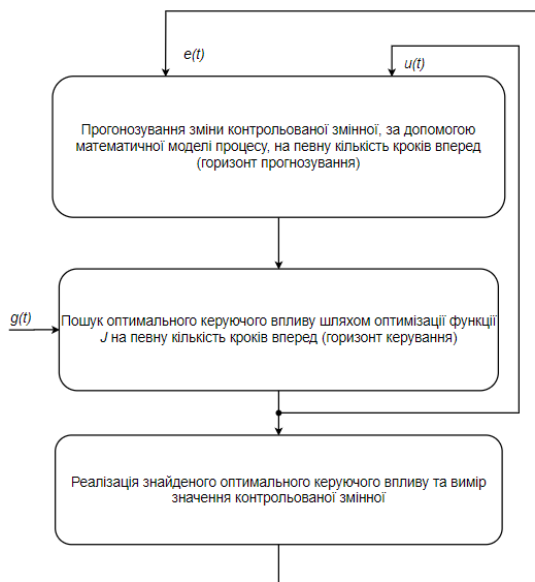 e(t)
u(t)
Прогонозування зміни контрольованої змінної, за допомогою
математичної моделі процесу, на певну кількість кроків вперед
(горизонт прогнозування)
g(t)
Пошук оптимального керуючого впливу шляхом оптимізації функції
J на певну кількість кроків вперед (горизонт керування)
Реалізація знайденого оптимального керуючого впливу та вимір
значення контрольованої змінної